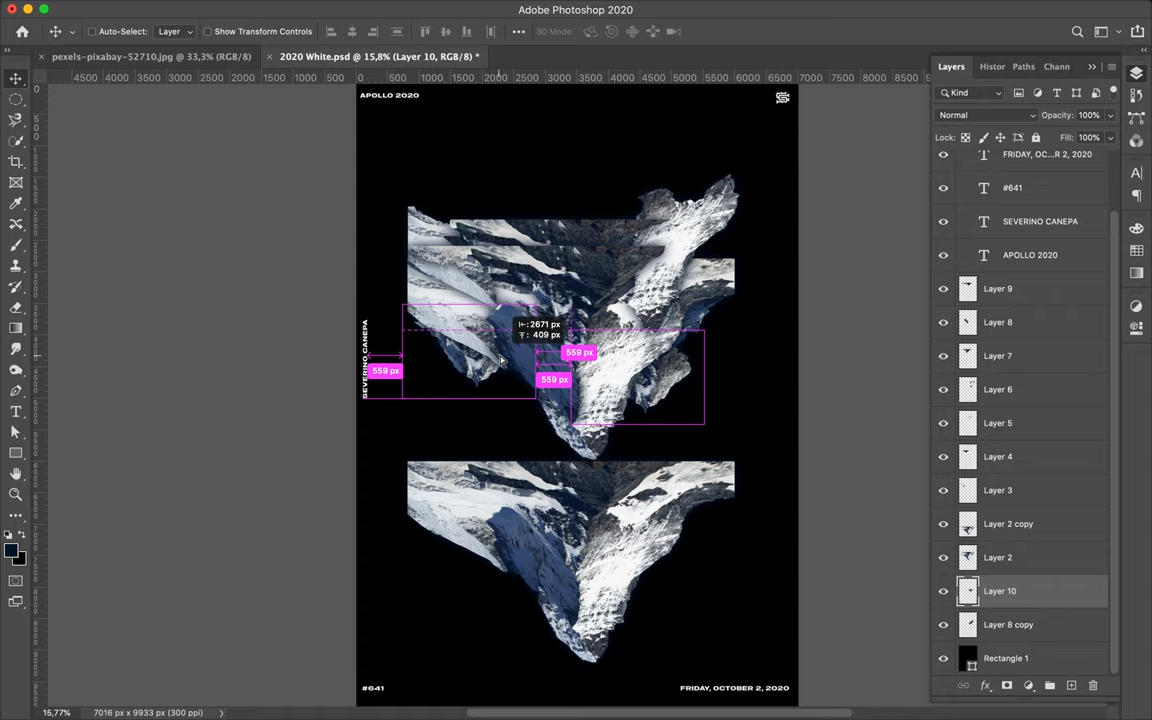 Adobe Photoshop 2020
Auto-Select:
Layer
Show Transform Controls
3D Mode:
pexels-pixabay-52710.jpg @ 33,3% (RGB/8)
2020 White.psd @ 15,8% (Layer 10, RGB/8) *
4500 4000 3500 3000 2500 2000 1500 1000 500 0 500 1000 1500 2000 2500 3000 3500 4000 4500 5000 5500 6000 6500 7000 7500 8000 8500
Layers
Histor
Paths
Chann
Kind
Normal
Opacity: 100%
Lock:
Fill: 100%
FRIDAY, OC...R 2, 2020
#641
SEVERINO CANEPA
APOLLO 2020
Layer 9
Layer 8
Layer 7
Layer 6
Layer 5
Layer 4
Layer 3
Layer 2 copy
Layer 2
Layer 10
Layer 8 copy
Rectangle 1
APOLLO 2020
SEVERINO CANEPA
: 2671 px
: 409 px
559 px
559 px
559 px
#641
FRIDAY, OCTOBER 2, 2020
15,77%
7016 px x 9933 px (300 ppi)